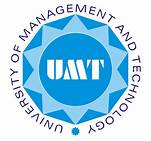 UNIVERSITY OF MANAGEMENT AND TECHNOLOGY
UMT